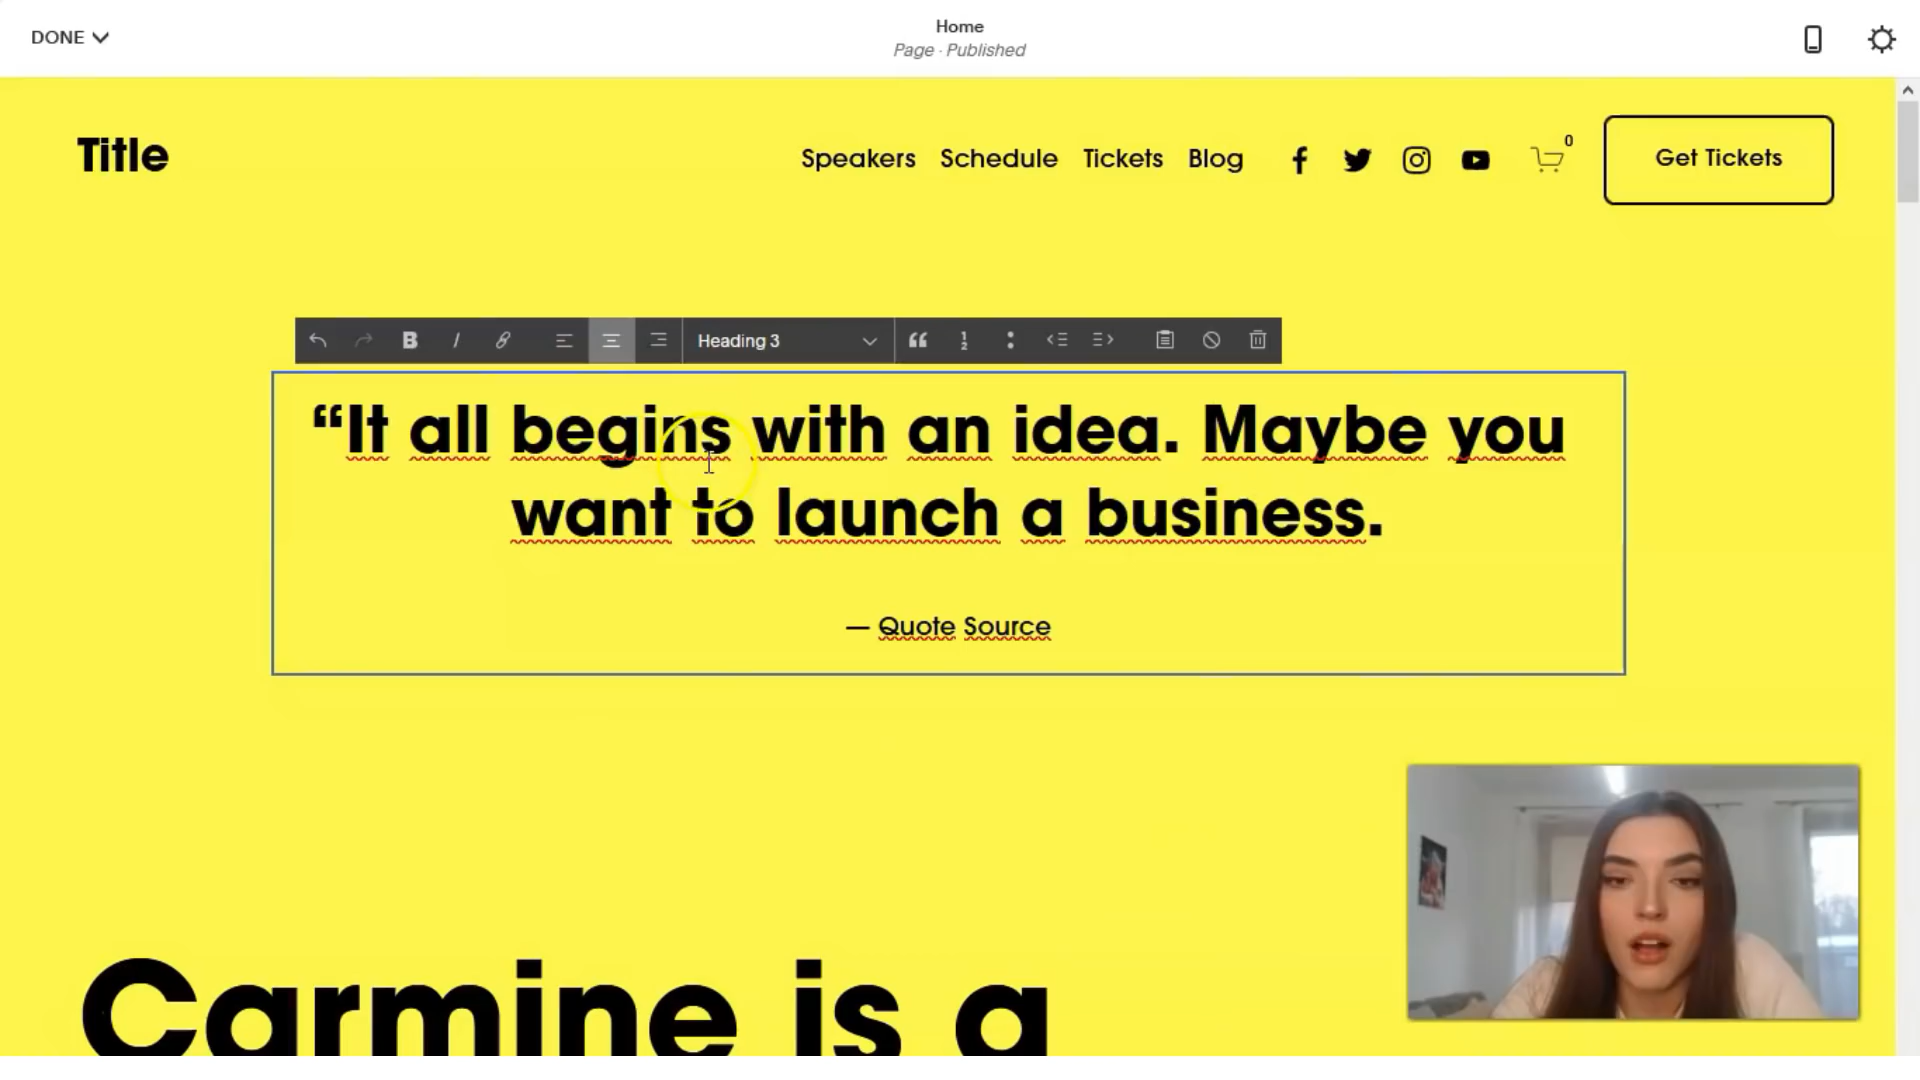 DONE
Home
Page · Published
Title
Speakers Schedule Tickets Blog
0
Get Tickets
B I
Heading 3
“It all begins with an idea. Maybe you
want to launch a business.
— Quote Source
Carmine is a